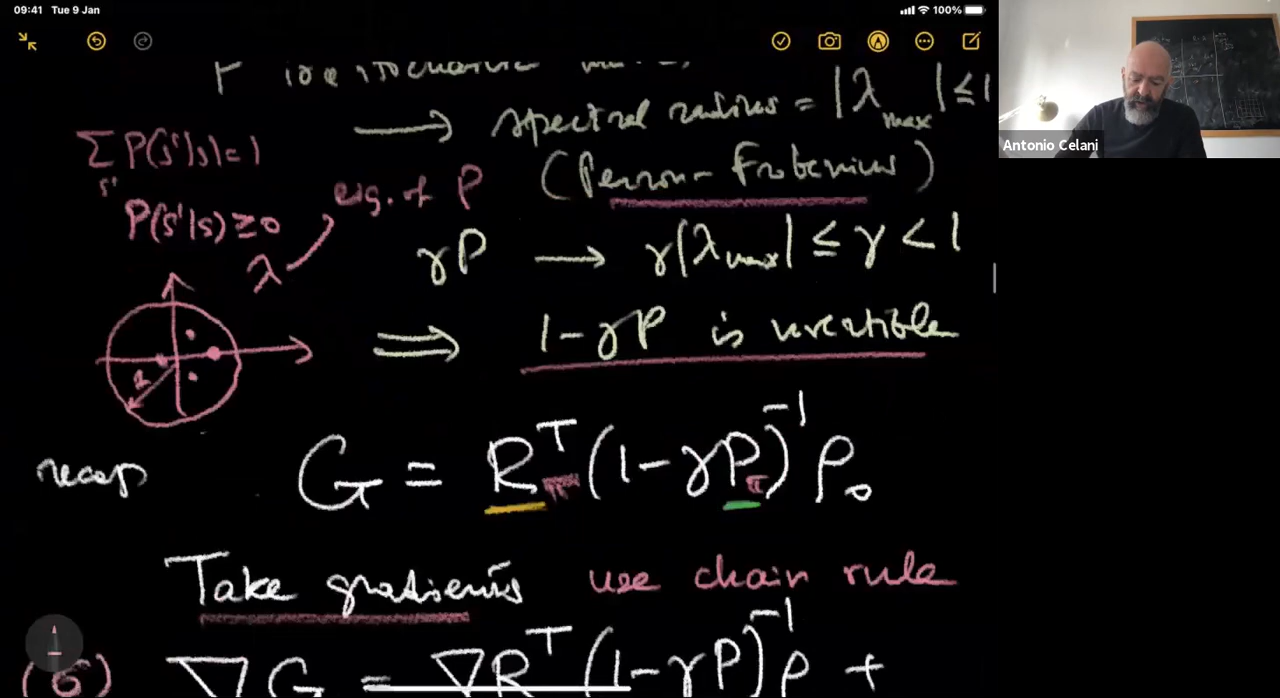 09:41 Tue 9 Jan
100%
→ spectral radius = |λmax| ≤ 1
(Perron-Frobenius)
∑ P(s'|s)=1
s'
P(s'|s) ≥ 0
eig. of P
λ
γP → γ|λmax| ≤ γ < 1
⟹ 1-γP is invertible
1
recap G = Rπ^T (1-γPπ)^-1 ρ0
Take gradients use chain rule
(6) ∇G = ∇R^T (1-γP)^-1 ρ +
Antonio Celani